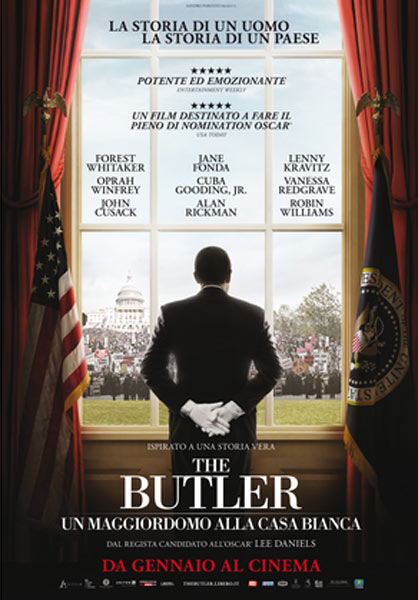 LA STORIA DI UN UOMO
LA STORIA DI UN PAESE
★★★★★
POTENTE ED EMOZIONANTE
ENTERTAINMENT WEEKLY
★★★★★
UN FILM DESTINATO A FARE IL
PIENO DI NOMINATION OSCAR®
USA TODAY
FOREST
WHITAKER
JANE
FONDA
LENNY
KRAVITZ
OPRAH
WINFREY
CUBA
GOODING, JR.
VANESSA
REDGRAVE
JOHN
CUSACK
ALAN
RICKMAN
ROBIN
WILLIAMS
ISPIRATO A UNA STORIA VERA
THE
BUTLER
UN MAGGIORDOMO ALLA CASA BIANCA
DAL REGISTA CANDIDATO ALL'OSCAR® LEE DANIELS
DA GENNAIO AL CINEMA
THEBUTLER.LIBERO.IT